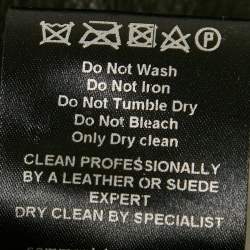 P
Do Not Wash
Do Not Iron
Do Not Tumble Dry
Do Not Bleach
Only Dry clean
CLEAN PROFESSIONALLY
BY A LEATHER OR SUEDE
EXPERT
DRY CLEAN BY SPECIALIST